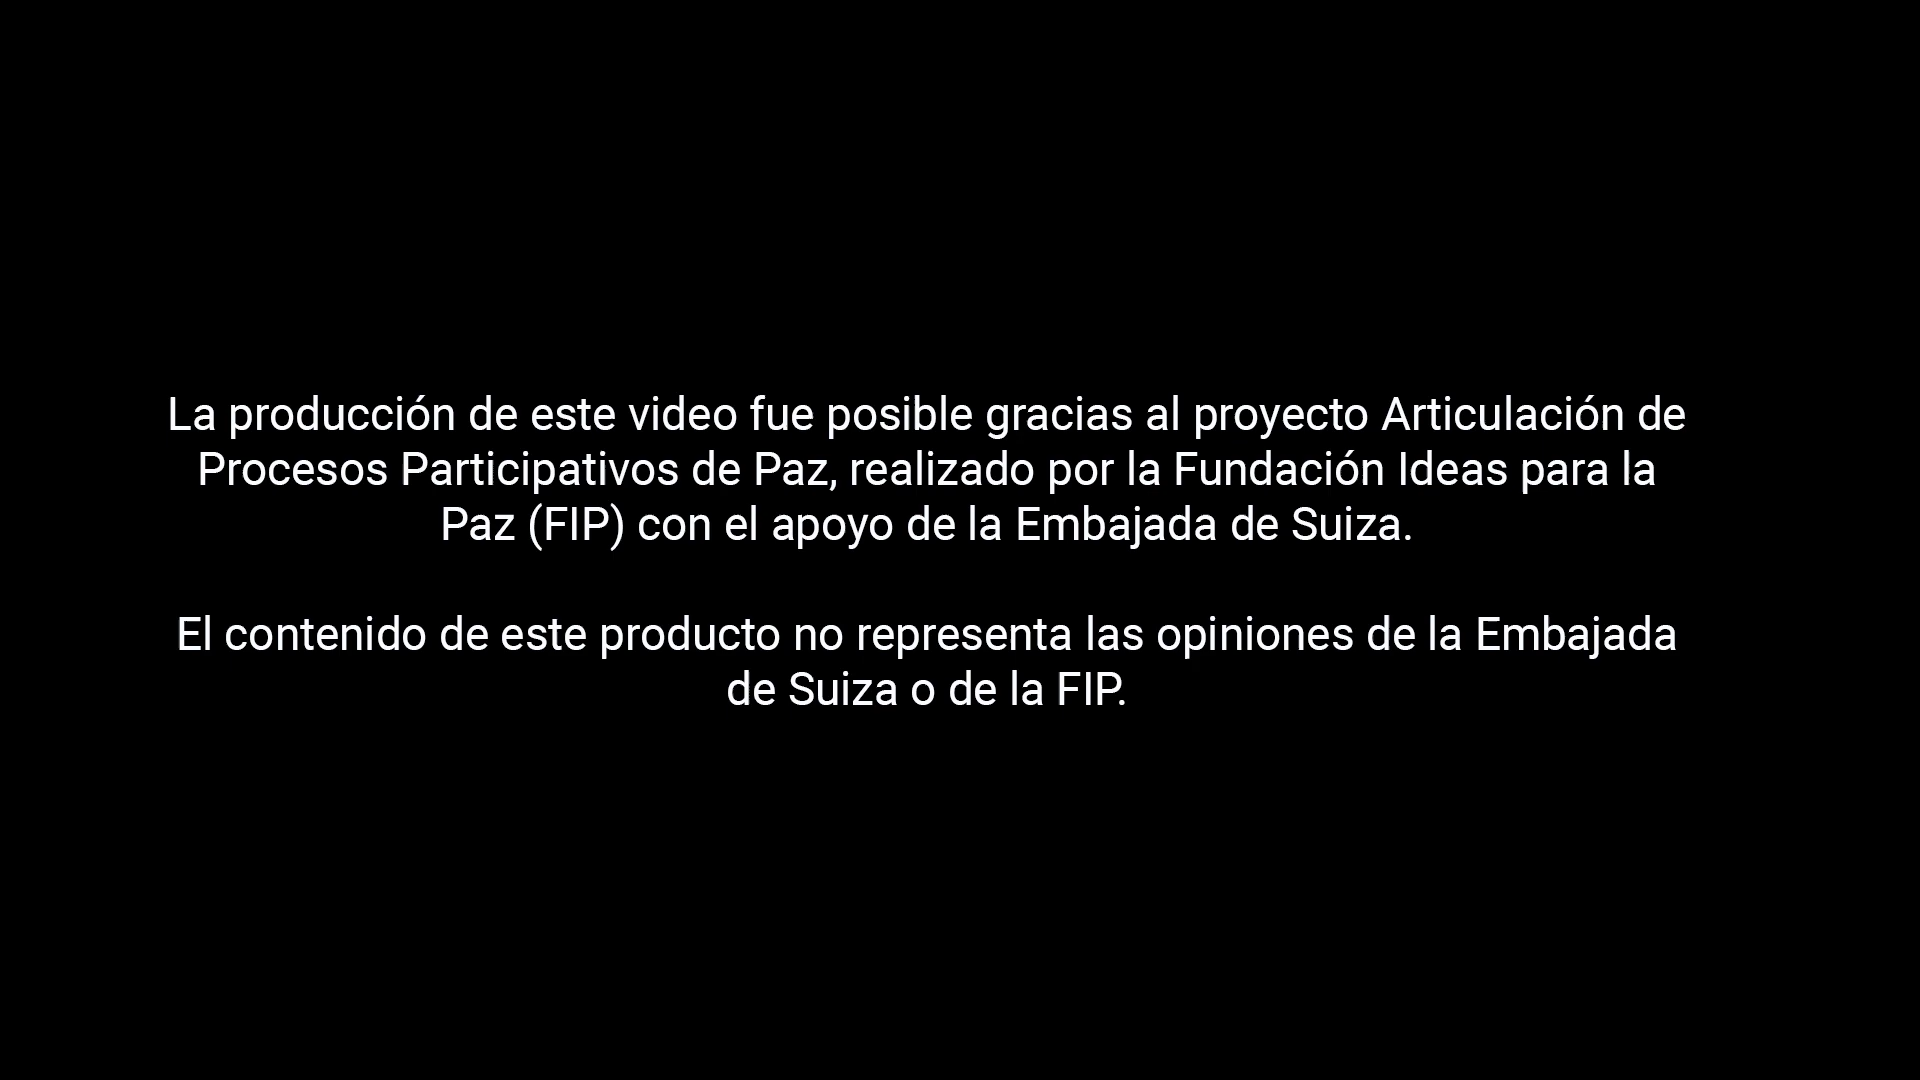 La producción de este video fue posible gracias al proyecto Articulación de
Procesos Participativos de Paz, realizado por la Fundación Ideas para la
Paz (FIP) con el apoyo de la Embajada de Suiza.
El contenido de este producto no representa las opiniones de la Embajada
de Suiza o de la FIP.